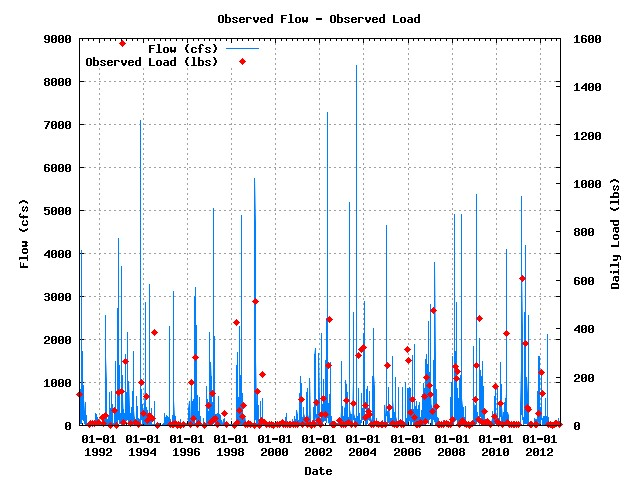 Observed Flow - Observed Load
9000 1600
Flow (cfs)
Observed Load (lbs)
8000 1400
7000 1200
6000
5000 1000
4000 800
3000 600
2000 400
1000 200
0 0
Flow (cfs)
Daily Load (lbs)
01-01 01-01 01-01 01-01 01-01 01-01 01-01 01-01 01-01 01-01 01-01
1992 1994 1996 1998 2000 2002 2004 2006 2008 2010 2012
Date